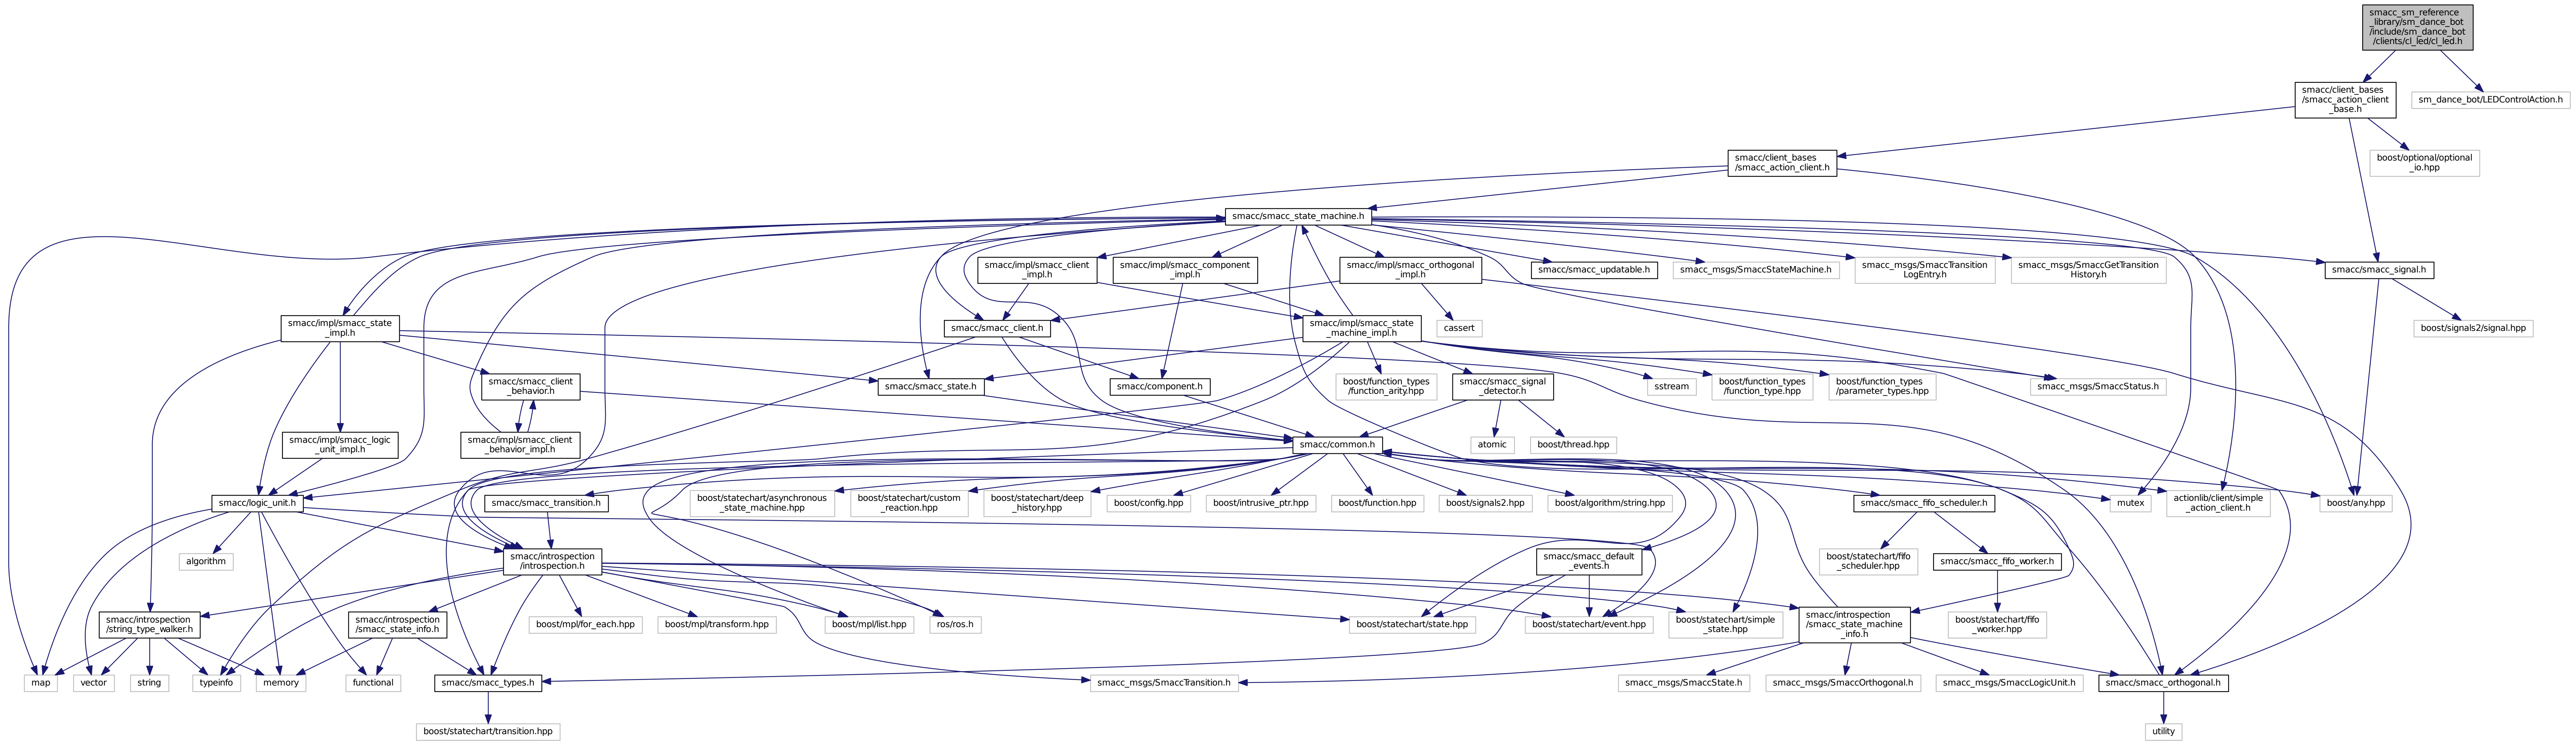 smacc_sm_reference
_library/sm_dance_bot
/include/sm_dance_bot
/clients/cl_led/cl_led.h
smacc/client_bases
/smacc_action_client
_base.h
sm_dance_bot/LEDControlAction.h
smacc/client_bases
/smacc_action_client.h
boost/optional/optional
_io.hpp
smacc/smacc_state_machine.h
smacc/impl/smacc_client
_impl.h
smacc/impl/smacc_component
_impl.h
smacc/impl/smacc_orthogonal
_impl.h
smacc/smacc_updatable.h
smacc_msgs/SmaccStateMachine.h
smacc_msgs/SmaccTransition
LogEntry.h
smacc_msgs/SmaccGetTransition
History.h
smacc/smacc_signal.h
smacc/impl/smacc_state
_impl.h
smacc/smacc_client.h
smacc/impl/smacc_state
_machine_impl.h
cassert
boost/signals2/signal.hpp
smacc/smacc_client
_behavior.h
smacc/smacc_state.h
smacc/component.h
boost/function_types
/function_arity.hpp
smacc/smacc_signal
_detector.h
sstream
boost/function_types
/function_type.hpp
boost/function_types
/parameter_types.hpp
smacc_msgs/SmaccStatus.h
smacc/impl/smacc_logic
_unit_impl.h
smacc/impl/smacc_client
_behavior_impl.h
smacc/common.h
atomic
boost/thread.hpp
smacc/logic_unit.h
smacc/smacc_transition.h
boost/statechart/asynchronous
_state_machine.hpp
boost/statechart/custom
_reaction.hpp
boost/statechart/deep
_history.hpp
boost/config.hpp
boost/intrusive_ptr.hpp
boost/function.hpp
boost/signals2.hpp
boost/algorithm/string.hpp
smacc/smacc_fifo_scheduler.h
mutex
actionlib/client/simple
_action_client.h
boost/any.hpp
algorithm
smacc/introspection
/introspection.h
smacc/smacc_default
_events.h
boost/statechart/fifo
_scheduler.hpp
smacc/smacc_fifo_worker.h
smacc/introspection
/string_type_walker.h
smacc/introspection
/smacc_state_info.h
boost/mpl/for_each.hpp
boost/mpl/transform.hpp
boost/mpl/list.hpp
ros/ros.h
boost/statechart/state.hpp
boost/statechart/event.hpp
boost/statechart/simple
_state.hpp
smacc/introspection
/smacc_state_machine
_info.h
boost/statechart/fifo
_worker.hpp
map
vector
string
typeinfo
memory
functional
smacc/smacc_types.h
smacc_msgs/SmaccTransition.h
smacc_msgs/SmaccState.h
smacc_msgs/SmaccOrthogonal.h
smacc_msgs/SmaccLogicUnit.h
smacc/smacc_orthogonal.h
boost/statechart/transition.hpp
utility